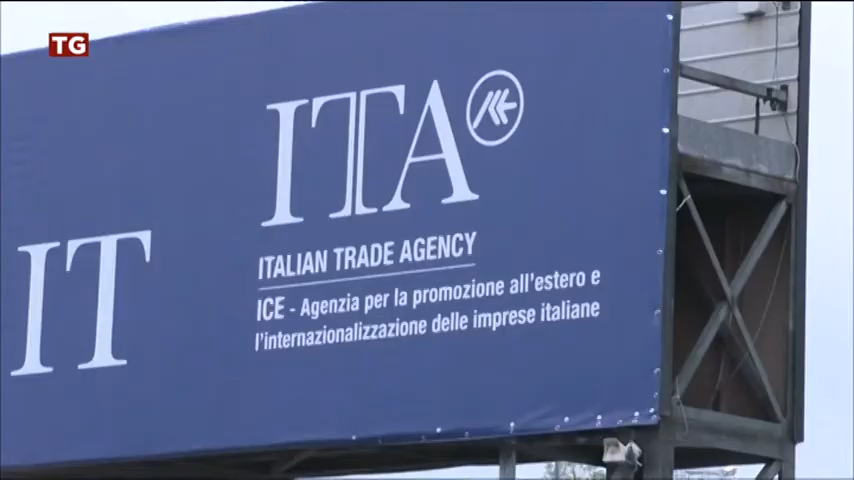 TG
ITA
IT
ITALIAN TRADE AGENCY
ICE - Agenzia per la promozione all'estero e
l'internazionalizzazione delle imprese italiane